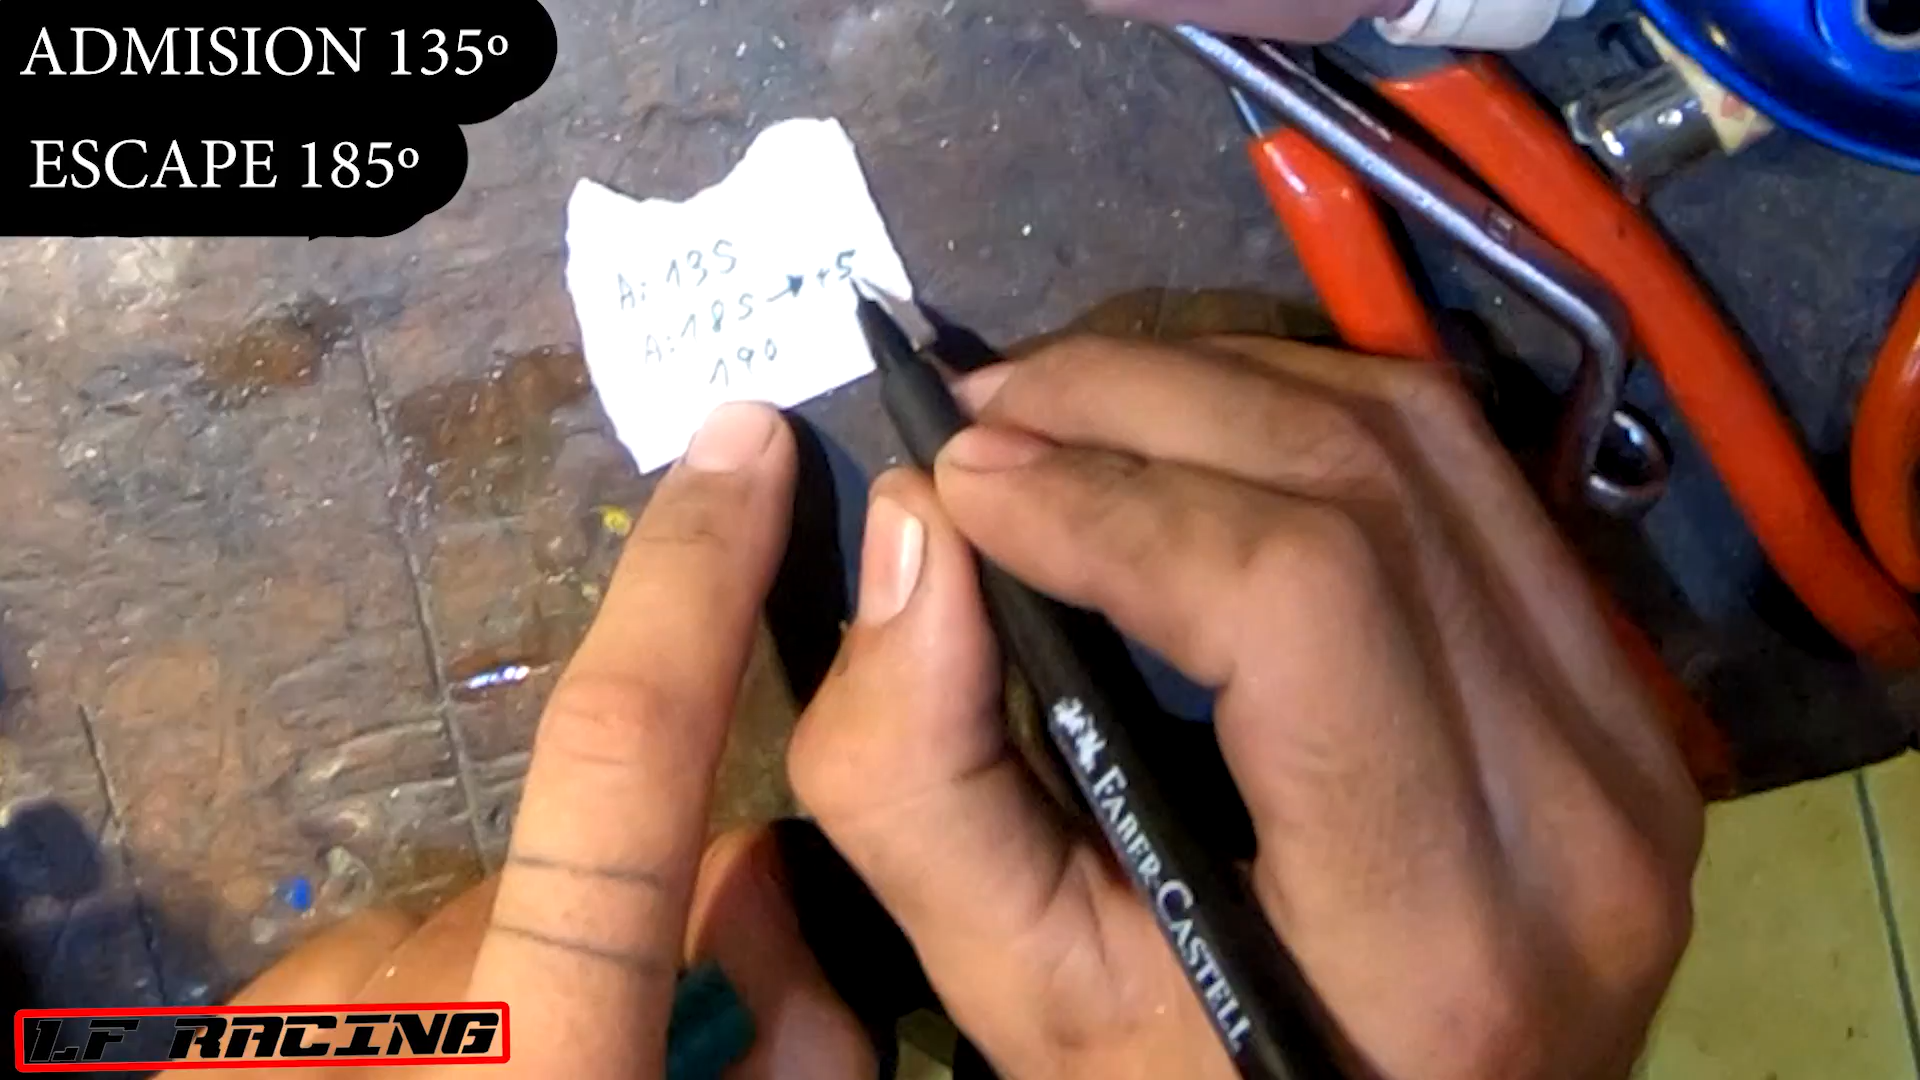 ADMISION 135º
ESCAPE 185º
A: 135
A: 185 → +5
190
FABER-CASTELL
LF RACING